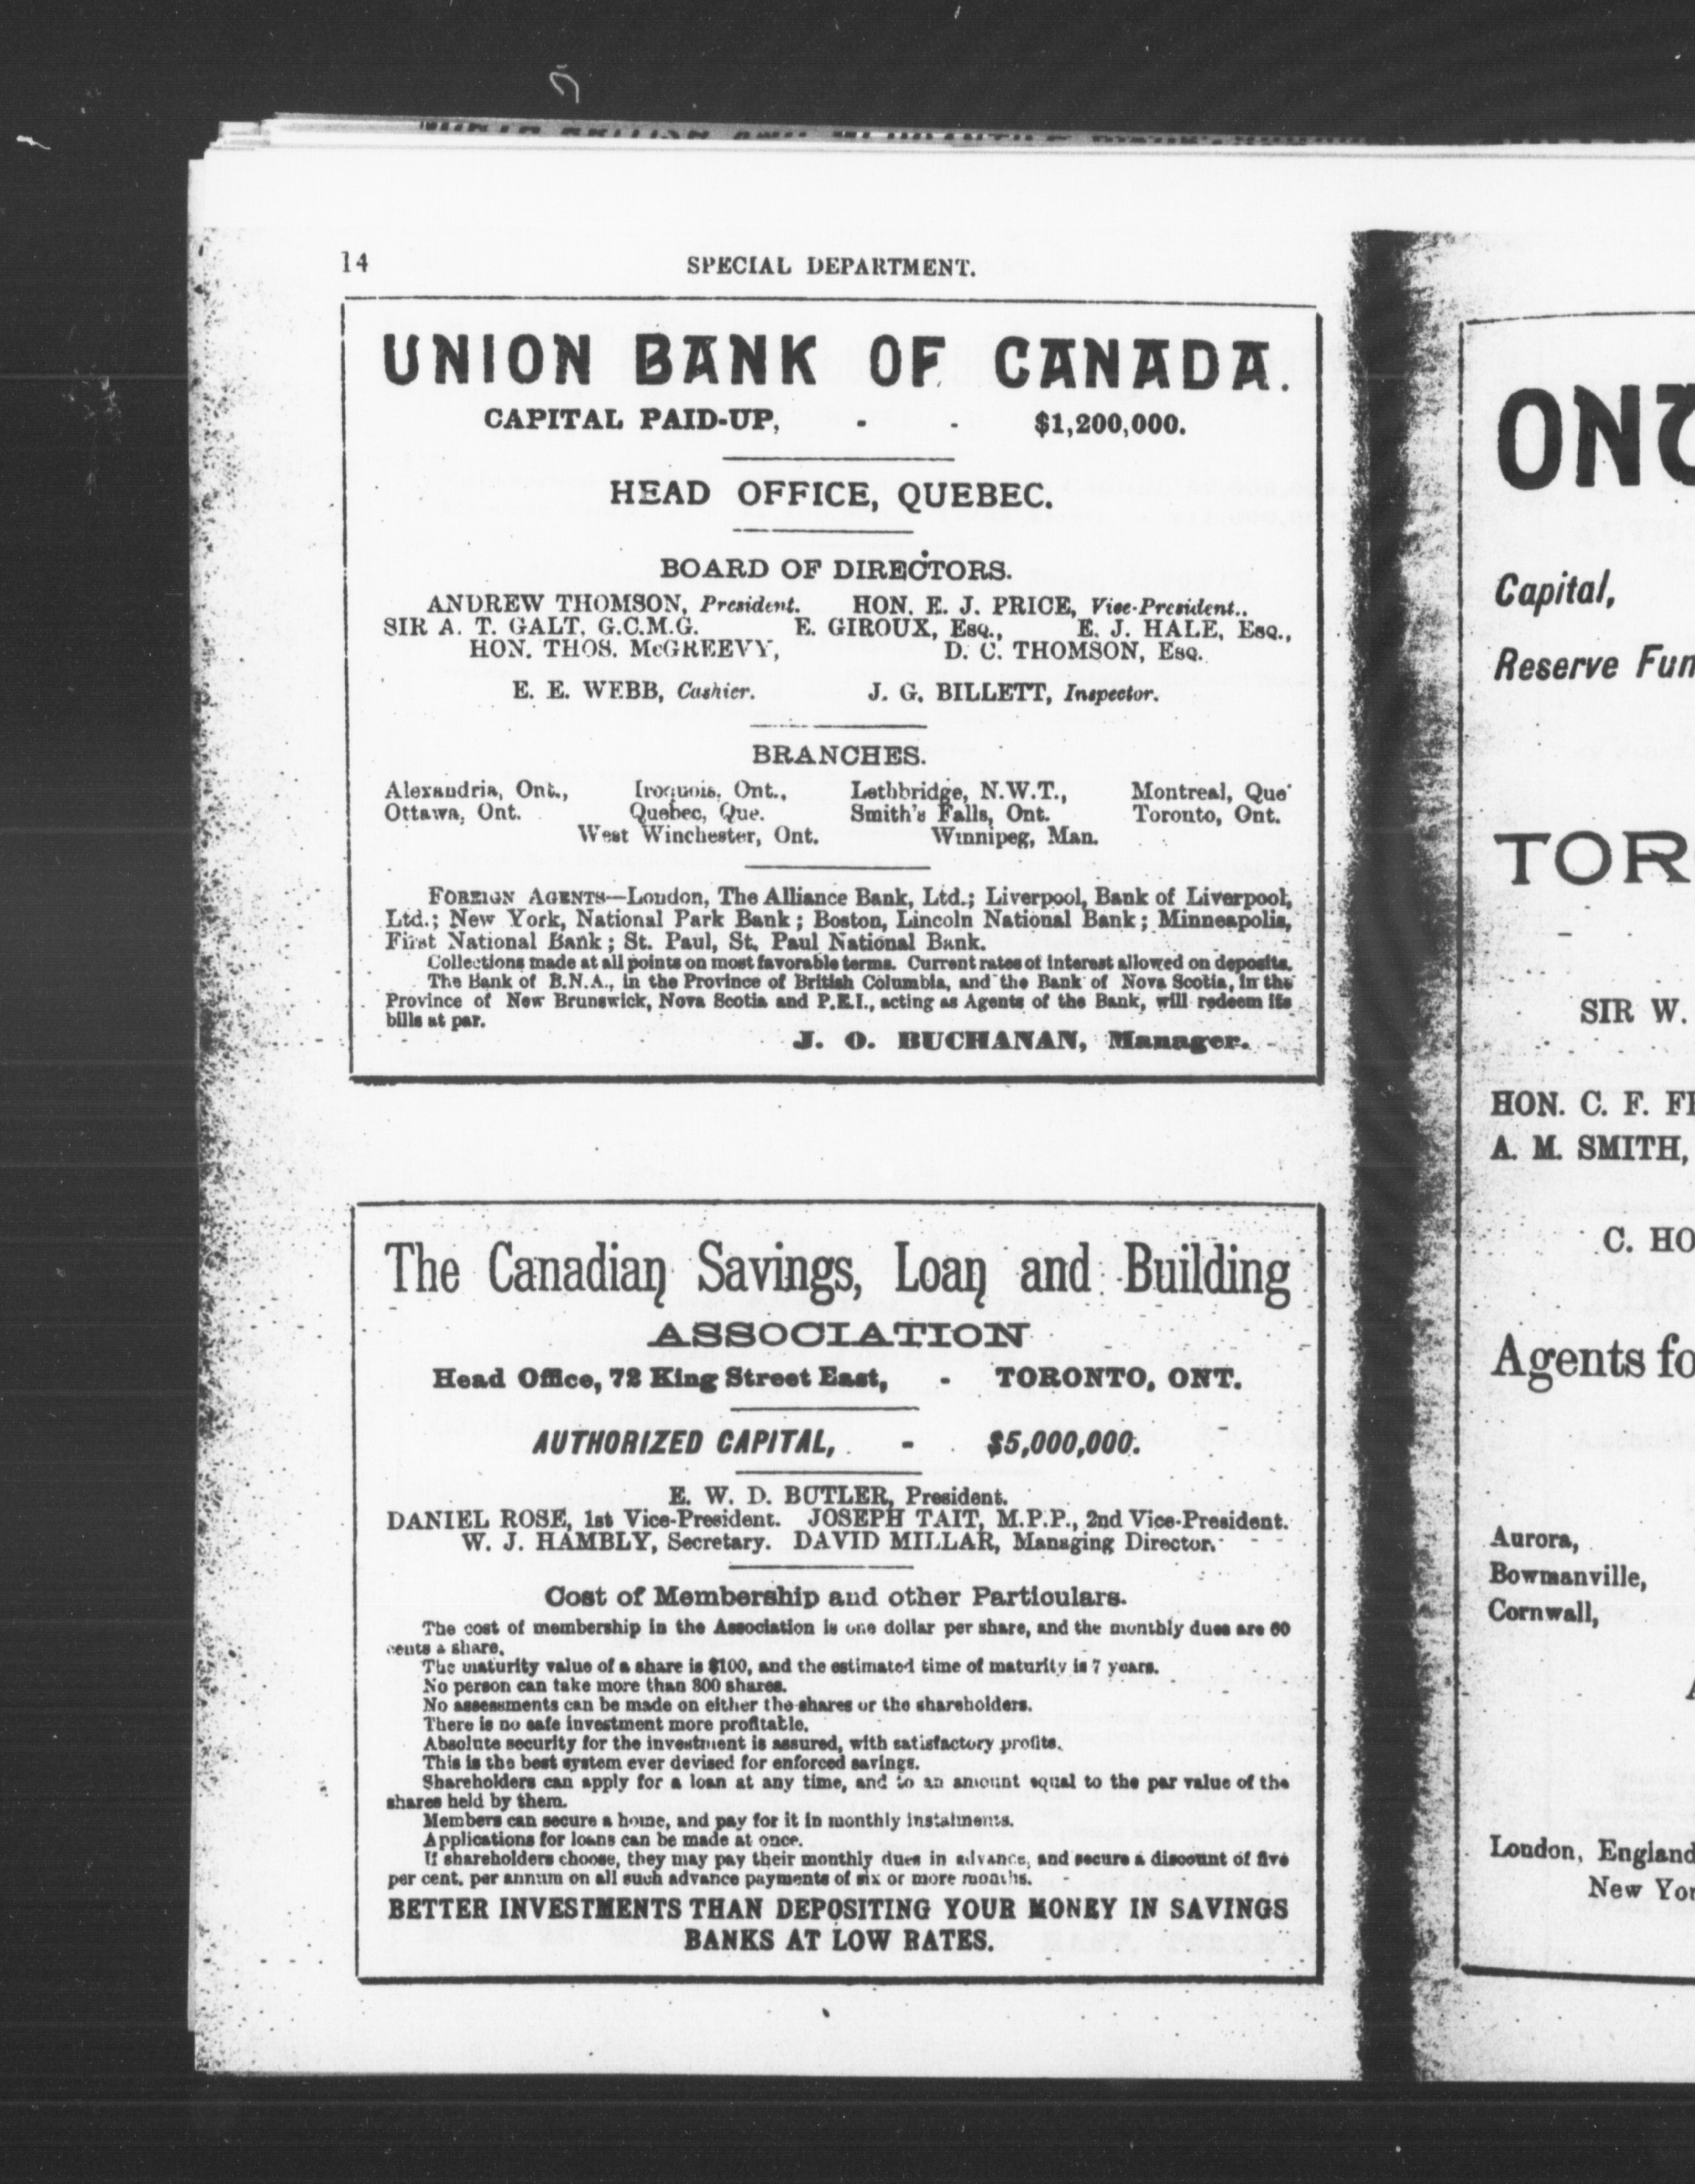 14
SPECIAL DEPARTMENT.
UNION BANK OF CANADA.
CAPITAL PAID-UP, - - $1,200,000.
HEAD OFFICE, QUEBEC.
BOARD OF DIRECTORS.
ANDREW THOMSON, President. HON. E. J. PRICE, Vice-President..
SIR A. T. GALT, G.C.M.G. E. GIROUX, Esq., E. J. HALE, Esq.,
HON. THOS. McGREEVY, D. C. THOMSON, Esq.
E. E. WEBB, Cashier. J. G. BILLETT, Inspector.
BRANCHES.
Alexandria, Ont., Iroquois, Ont., Lethbridge, N.W.T., Montreal, Que
Ottawa, Ont. Quebec, Que. Smith's Falls, Ont. Toronto, Ont.
West Winchester, Ont. Winnipeg, Man.
FOREIGN AGENTS—London, The Alliance Bank, Ltd.; Liverpool, Bank of Liverpool,
Ltd.; New York, National Park Bank; Boston, Lincoln National Bank; Minneapolis,
First National Bank; St. Paul, St. Paul National Bank.
Collections made at all points on most favorable terms. Current rates of interest allowed on deposits.
The Bank of B.N.A., in the Province of British Columbia, and the Bank of Nova Scotia, in the
Province of New Brunswick, Nova Scotia and P.E.I., acting as Agents of the Bank, will redeem its
bills at par.
J. O. BUCHANAN, Manager.
The Canadian Savings, Loan and Building
ASSOCIATION
Head Office, 72 King Street East, - TORONTO, ONT.
AUTHORIZED CAPITAL, - $5,000,000.
E. W. D. BUTLER, President.
DANIEL ROSE, 1st Vice-President. JOSEPH TAIT, M.P.P., 2nd Vice-President.
W. J. HAMBLY, Secretary. DAVID MILLAR, Managing Director.
Cost of Membership and other Particulars.
The cost of membership in the Association is one dollar per share, and the monthly dues are 60
cents a share.
The maturity value of a share is $100, and the estimated time of maturity is 7 years.
No person can take more than 800 shares.
No assessments can be made on either the shares or the shareholders.
There is no safe investment more profitable.
Absolute security for the investment is assured, with satisfactory profits.
This is the best system ever devised for enforced savings.
Shareholders can apply for a loan at any time, and to an amount equal to the par value of the
shares held by them.
Members can secure a home, and pay for it in monthly instalments.
Applications for loans can be made at once.
If shareholders choose, they may pay their monthly dues in advance, and secure a discount of five
per cent. per annum on all such advance payments of six or more months.
BETTER INVESTMENTS THAN DEPOSITING YOUR MONEY IN SAVINGS
BANKS AT LOW RATES.
Capital,
Reserve
SIR W.
HON. C. F.
A. M. SMITH,
C.
Agents
Aurora,
Bowmanville,
Cornwall,
London, England
New